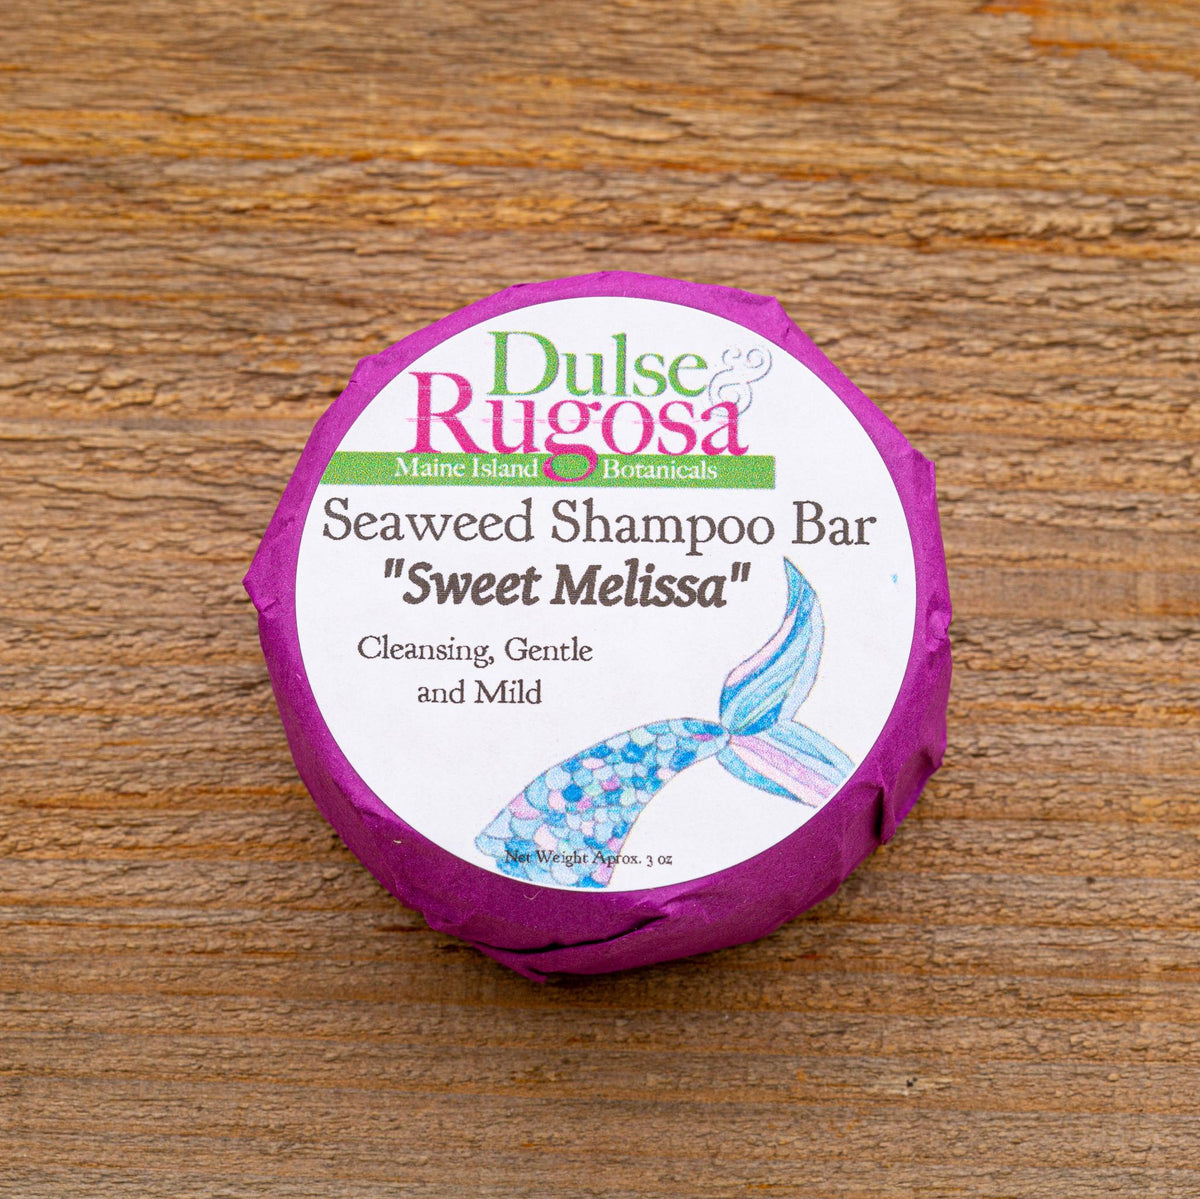 Dulse &
Rugosa
Maine Island Botanicals
Seaweed Shampoo Bar
"Sweet Melissa"
Cleansing, Gentle
and Mild
Net Weight Aprox. 3 oz